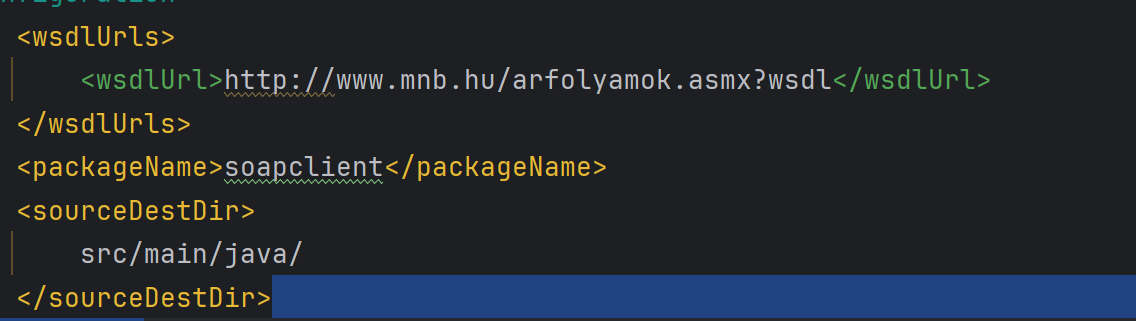 <wsdlUrls>
<wsdlUrl>http://www.mnb.hu/arfolyamok.asmx?wsdl</wsdlUrl>
</wsdlUrls>
<packageName>soapclient</packageName>
<sourceDestDir>
src/main/java/
</sourceDestDir>